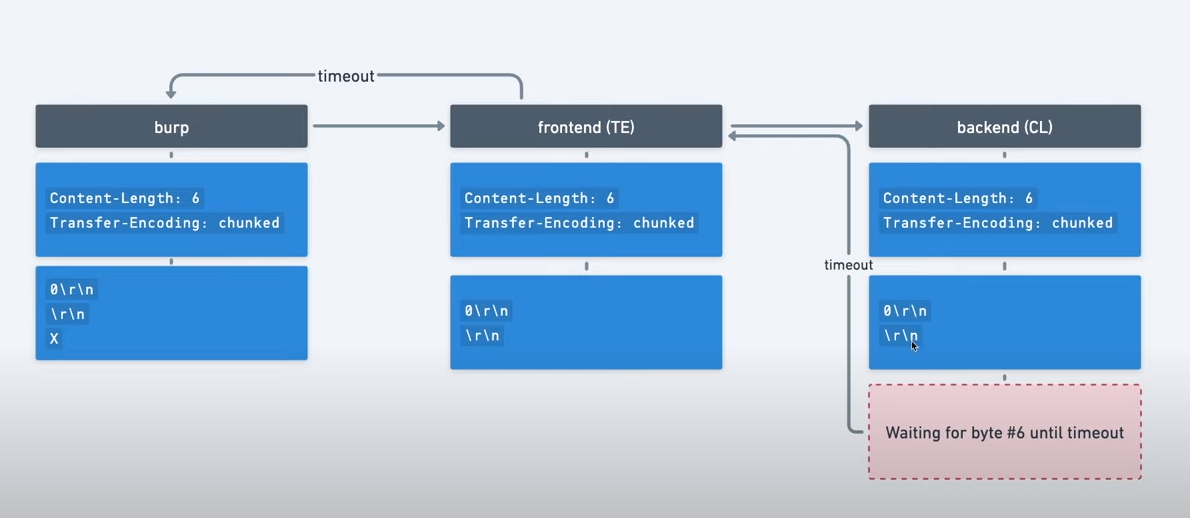 timeout
burp
frontend (TE)
backend (CL)
Content-Length: 6
Transfer-Encoding: chunked
Content-Length: 6
Transfer-Encoding: chunked
Content-Length: 6
Transfer-Encoding: chunked
timeout
0\r\n
\r\n
X
0\r\n
\r\n
0\r\n
\r\n
Waiting for byte #6 until timeout